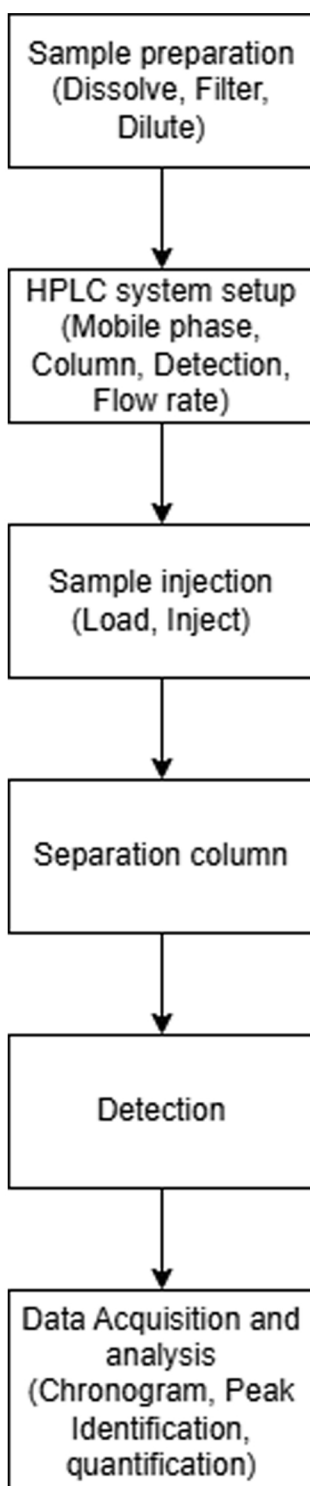 Sample preparation
(Dissolve, Filter,
Dilute)
HPLC system setup
(Mobile phase,
Column, Detection,
Flow rate)
Sample injection
(Load, Inject)
Separation column
Detection
Data Acquisition and
analysis
(Chronogram, Peak
Identification,
quantification)